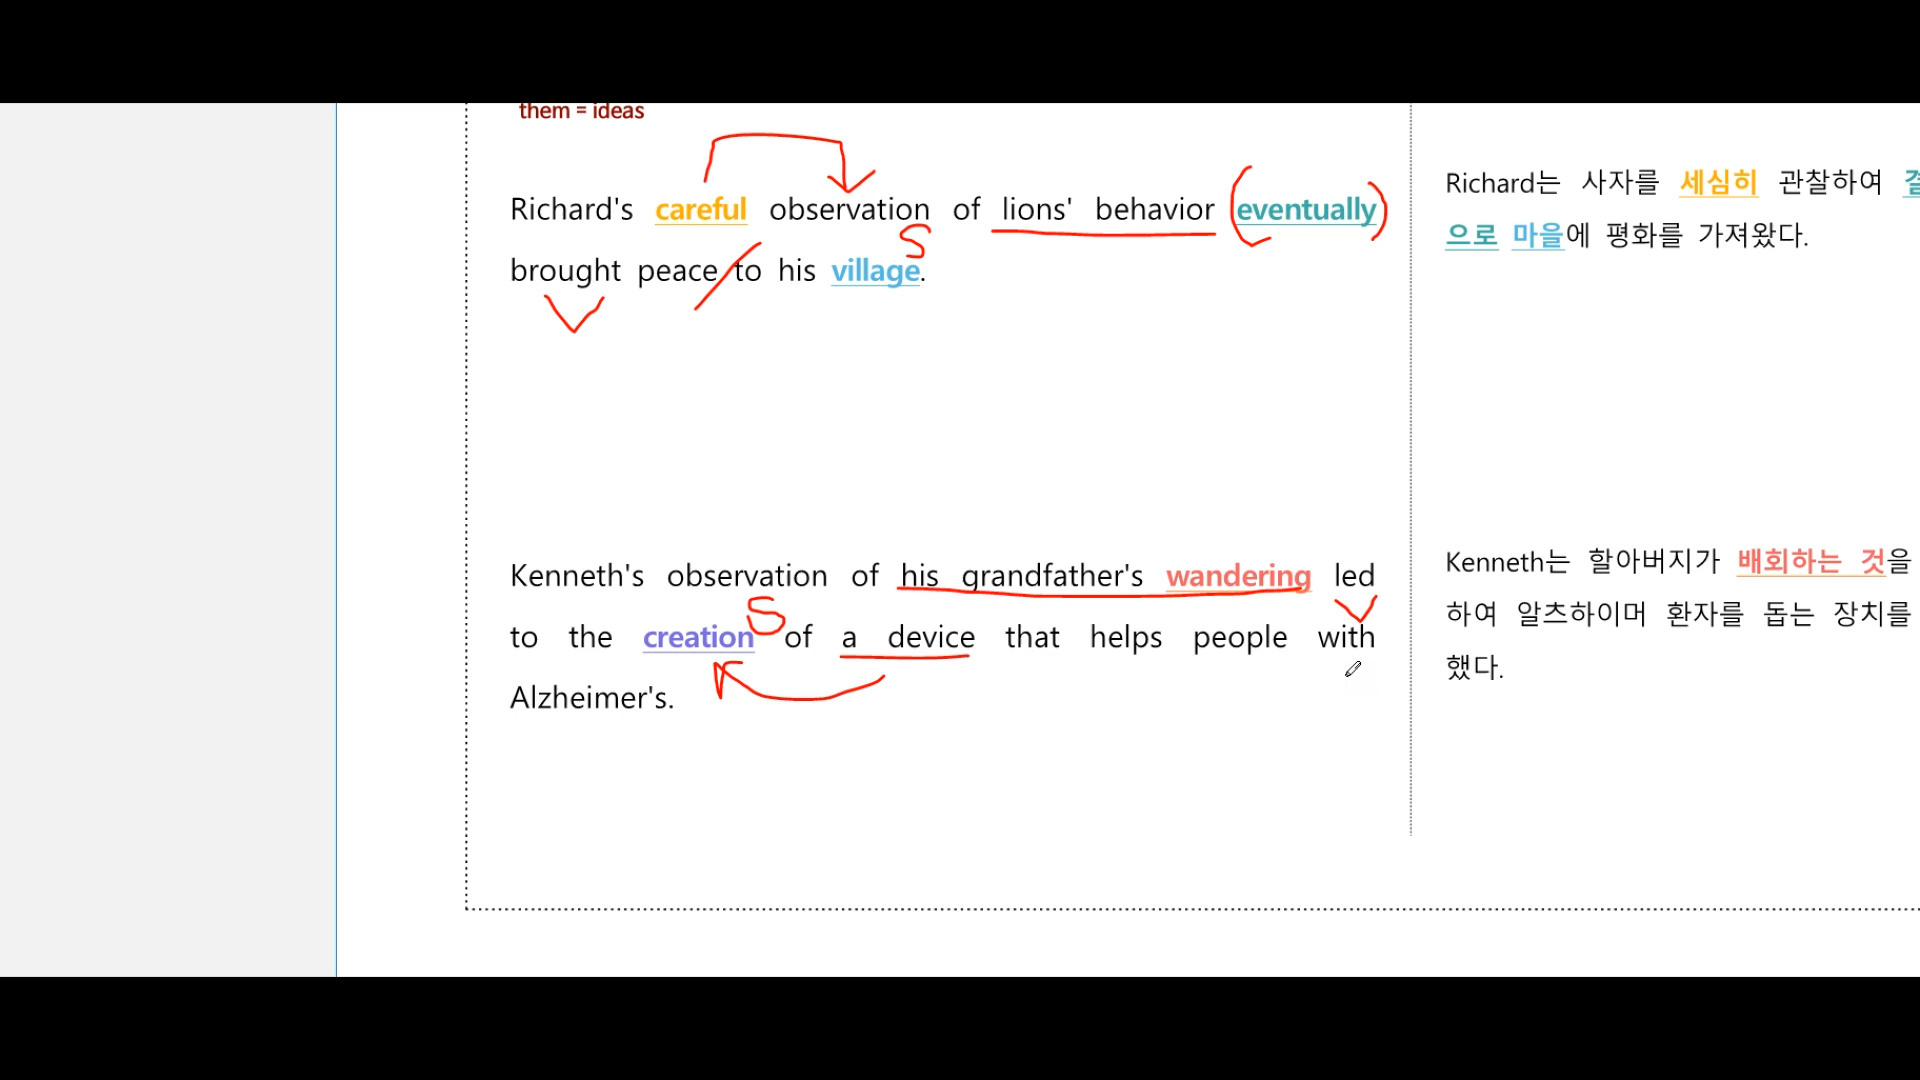 them = ideas
Richard's careful observation of lions' behavior (eventually)
S
brought peace / to his village.
V
Kenneth's observation of his grandfather's wandering led
S
V
to the creation of a device that helps people with
Alzheimer's.
Richard는 사자를 세심히 관찰하여 결
으로 마을에 평화를 가져왔다.
Kenneth는 할아버지가 배회하는 것을
하여 알츠하이머 환자를 돕는 장치를
했다.